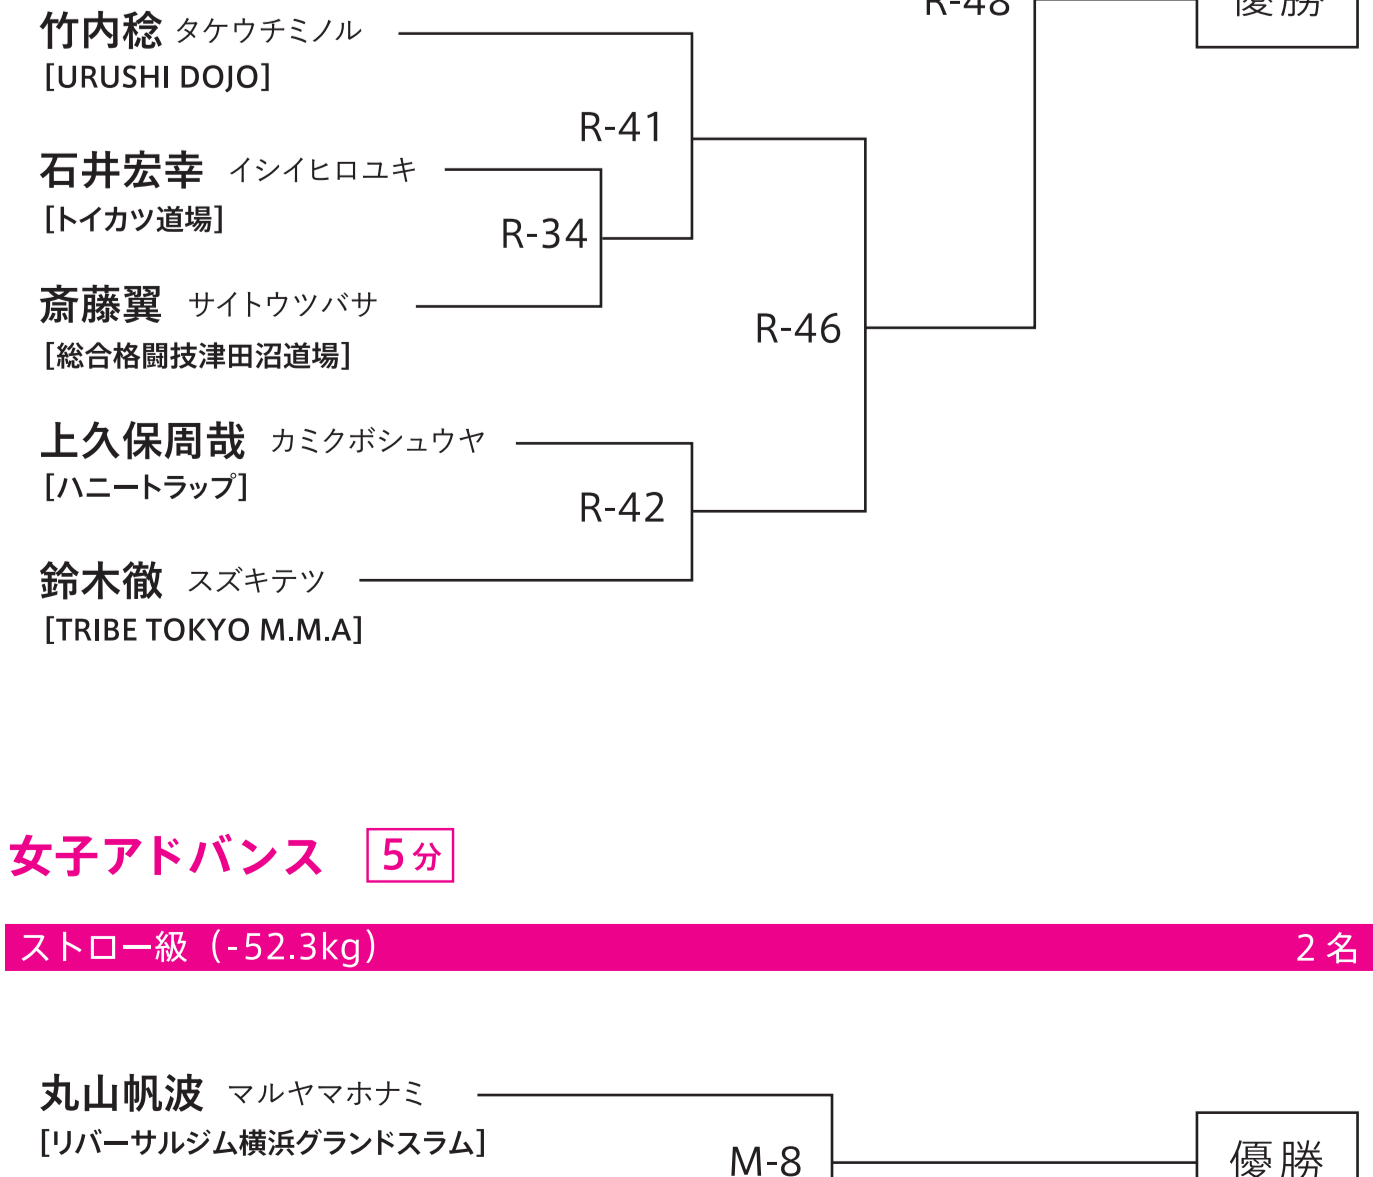 R-48
優勝
竹内稔 タケウチミノル
[URUSHI DOJO]
R-41
石井宏幸 イシイヒロユキ
[トイカツ道場]
R-34
斎藤翼 サイトウツバサ
[総合格闘技津田沼道場]
R-46
上久保周哉 カミクボシュウヤ
[ハニートラップ]
R-42
鈴木徹 スズキテツ
[TRIBE TOKYO M.M.A]
女子アドバンス 5分
ストロー級（-52.3kg） 2名
丸山帆波 マルヤマホナミ
[リバーサルジム横浜グランドスラム]
M-8
優勝